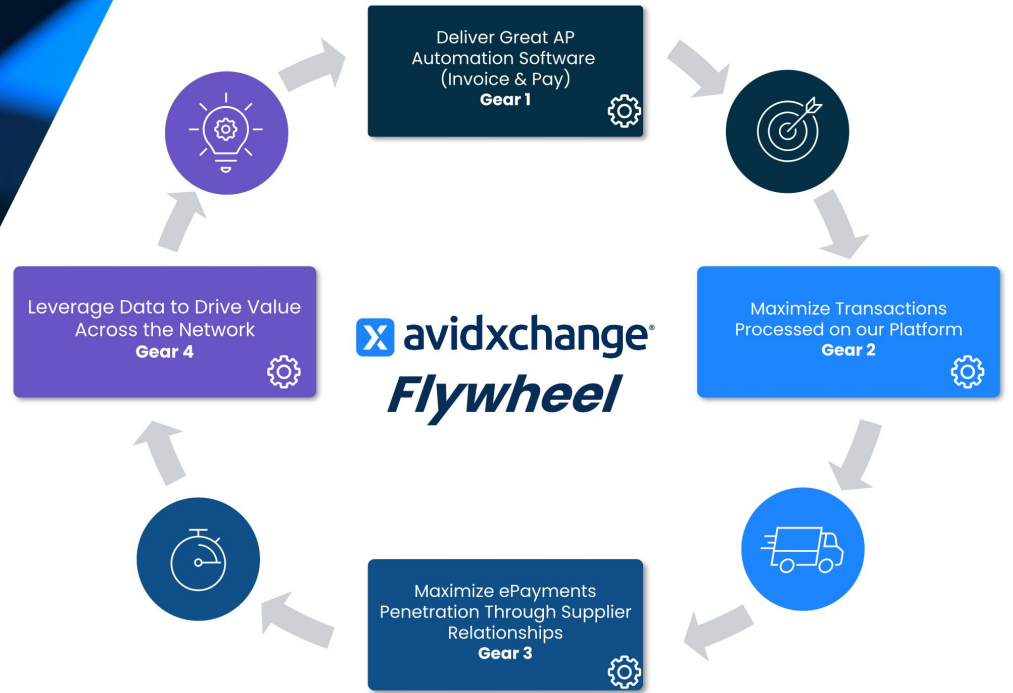 Deliver Great AP
Automation Software
(Invoice & Pay)
Gear 1
Leverage Data to Drive Value
Across the Network
Gear 4
x avidxchange®
Flywheel
Maximize Transactions
Processed on our Platform
Gear 2
Maximize ePayments
Penetration Through Supplier
Relationships
Gear 3